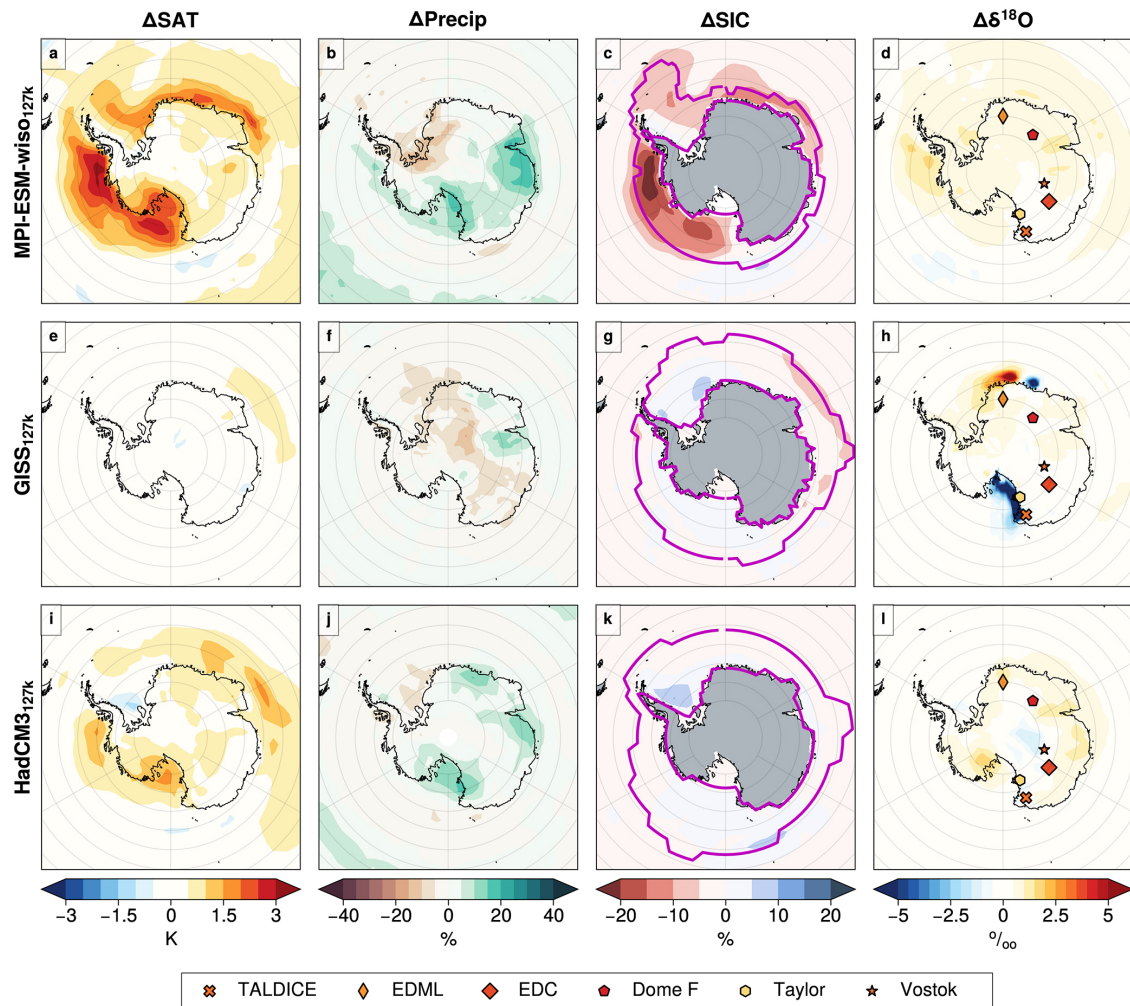 ΔSAT ΔPrecip ΔSIC Δδ¹⁸O
MPI-ESM-wiso₁₂₇ₖ
a b c d
GISS₁₂₇ₖ
e f g h
HadCM3₁₂₇ₖ
i j k l
−3 −1.5 0 1.5 3
K
−40 −20 0 20 40
%
−20 −10 0 10 20
%
−5 −2.5 0 2.5 5
⁰/₀₀
TALDICE EDML EDC Dome F Taylor Vostok